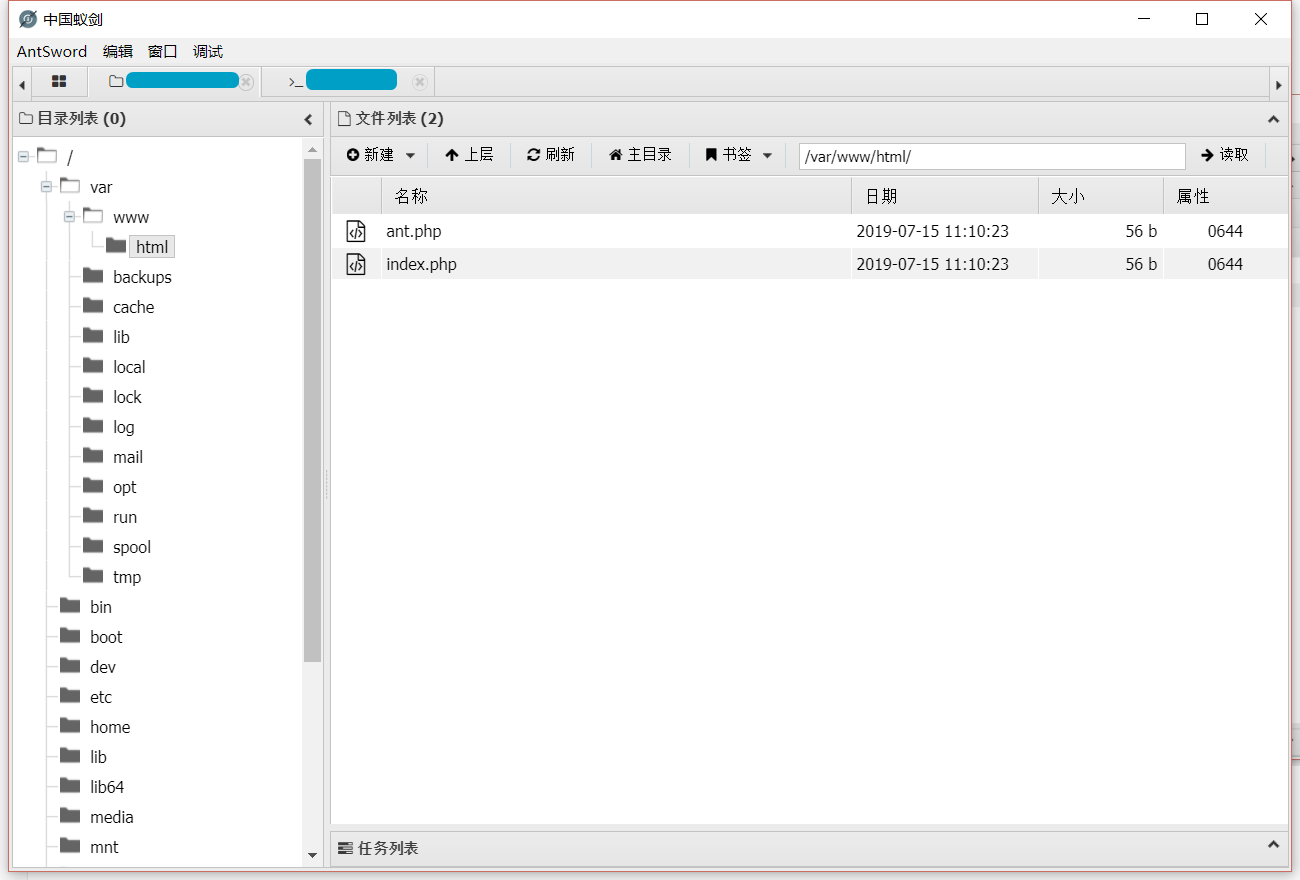 中国蚁剑
AntSword 编辑 窗口 调试
>_
目录列表 (0)
/
var
www
html
backups
cache
lib
local
lock
log
mail
opt
run
spool
tmp
bin
boot
dev
etc
home
lib
lib64
media
mnt
文件列表 (2)
新建 上层 刷新 主目录 书签 /var/www/html/ 读取
名称 日期 大小 属性
ant.php 2019-07-15 11:10:23 56 b 0644
index.php 2019-07-15 11:10:23 56 b 0644
任务列表